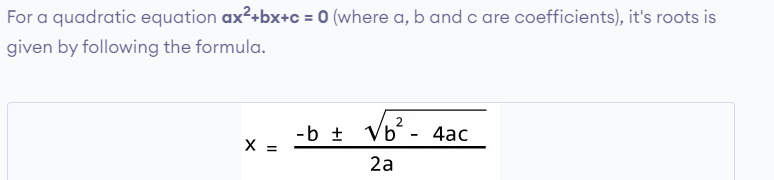 For a quadratic equation ax²+bx+c = 0 (where a, b and c are coefficients), it's roots is
given by following the formula.
x = (-b ± √(b² - 4ac)) / 2a